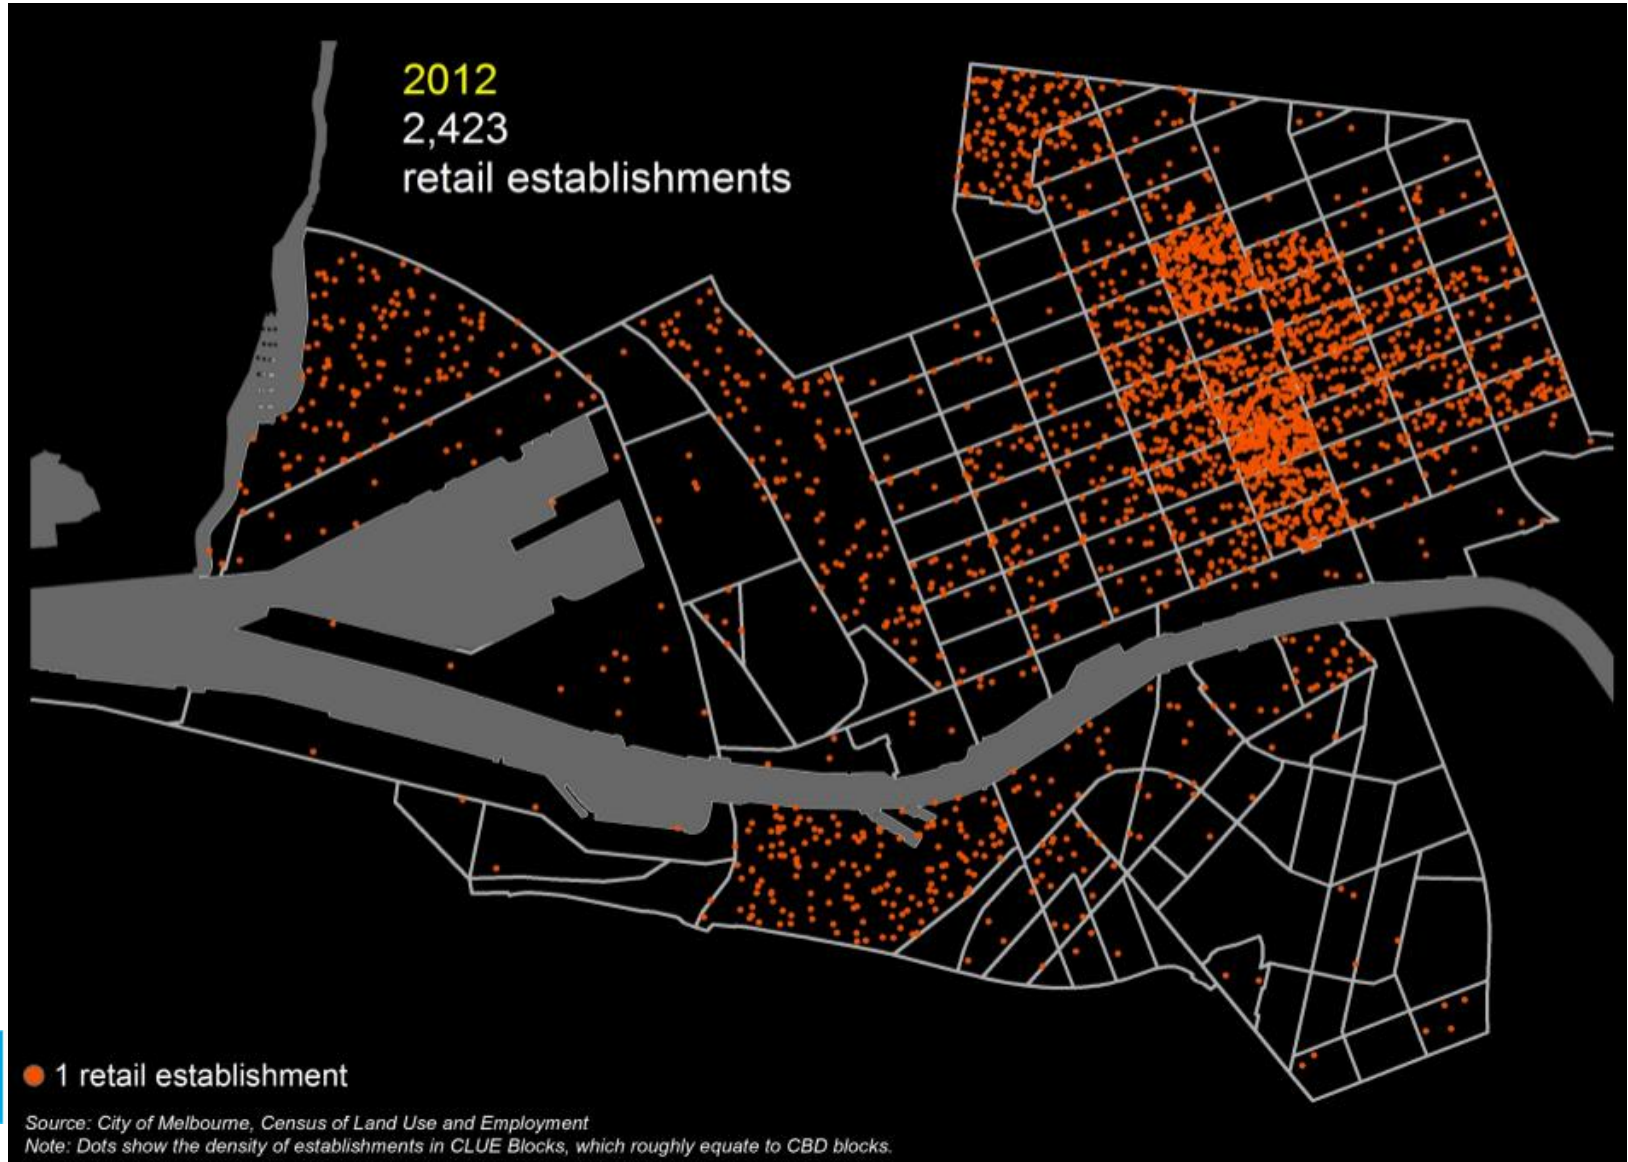 2012
2,423
retail establishments
1 retail establishment
Source: City of Melbourne, Census of Land Use and Employment
Note: Dots show the density of establishments in CLUE Blocks, which roughly equate to CBD blocks.